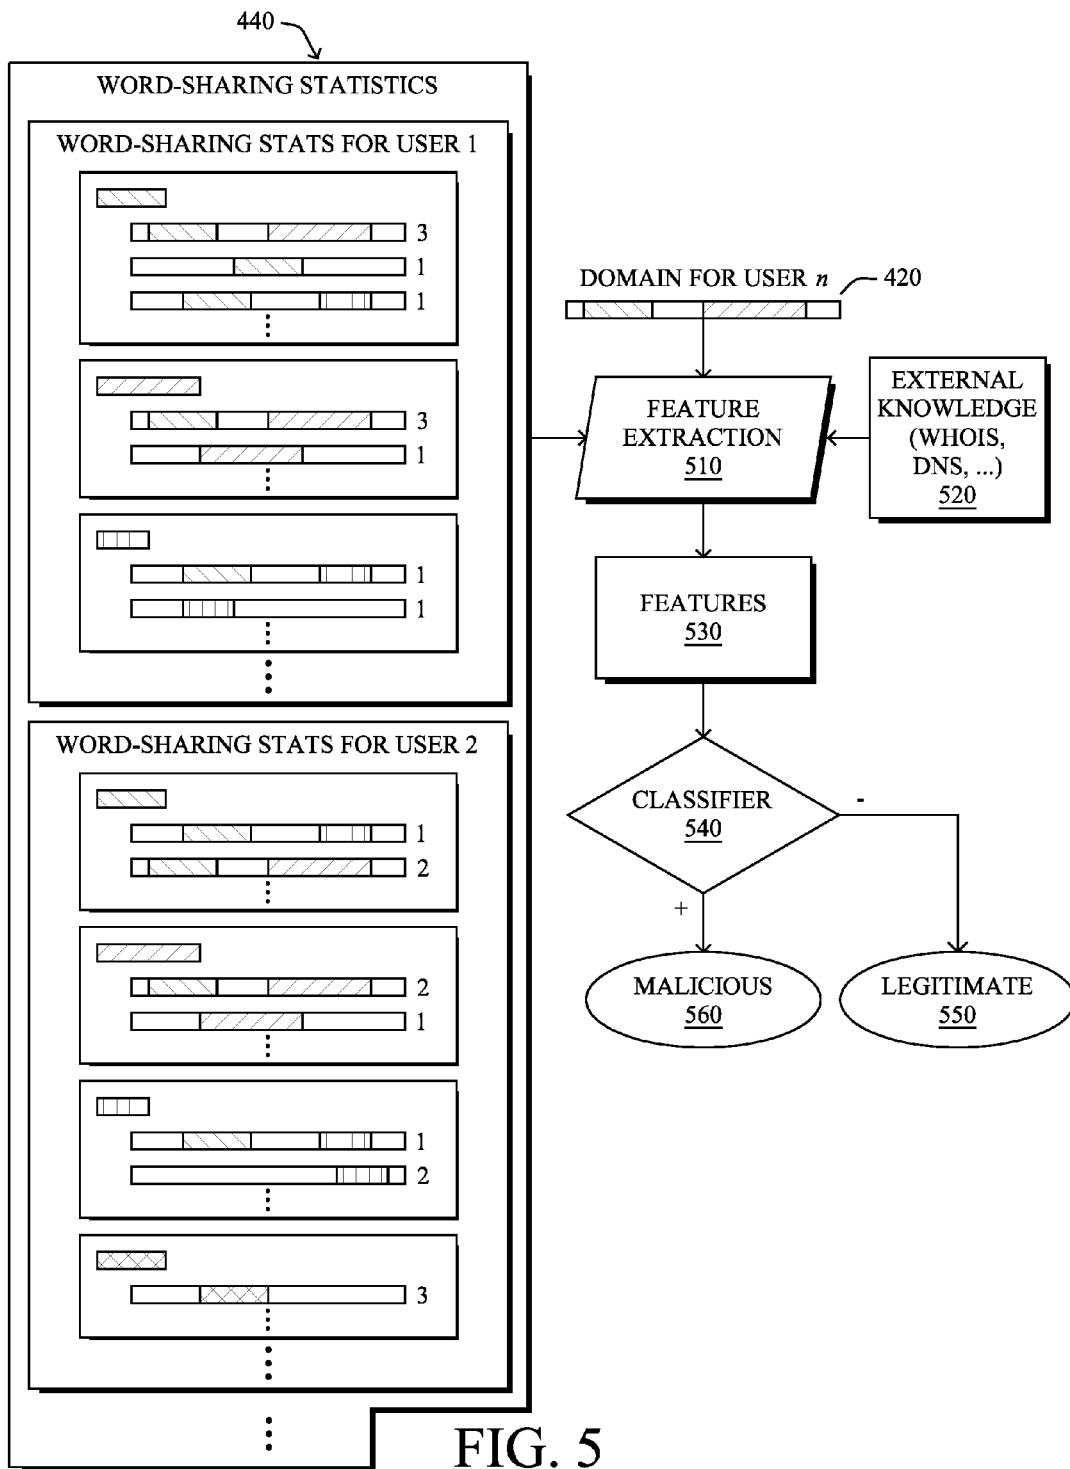 440
WORD-SHARING STATISTICS
WORD-SHARING STATS FOR USER 1
3
1
1
3
1
1
1
WORD-SHARING STATS FOR USER 2
1
2
2
1
1
2
3
DOMAIN FOR USER n
420
FEATURE
EXTRACTION
510
EXTERNAL
KNOWLEDGE
(WHOIS,
DNS, ...)
520
FEATURES
530
CLASSIFIER
540
-
+
MALICIOUS
560
LEGITIMATE
550
FIG. 5